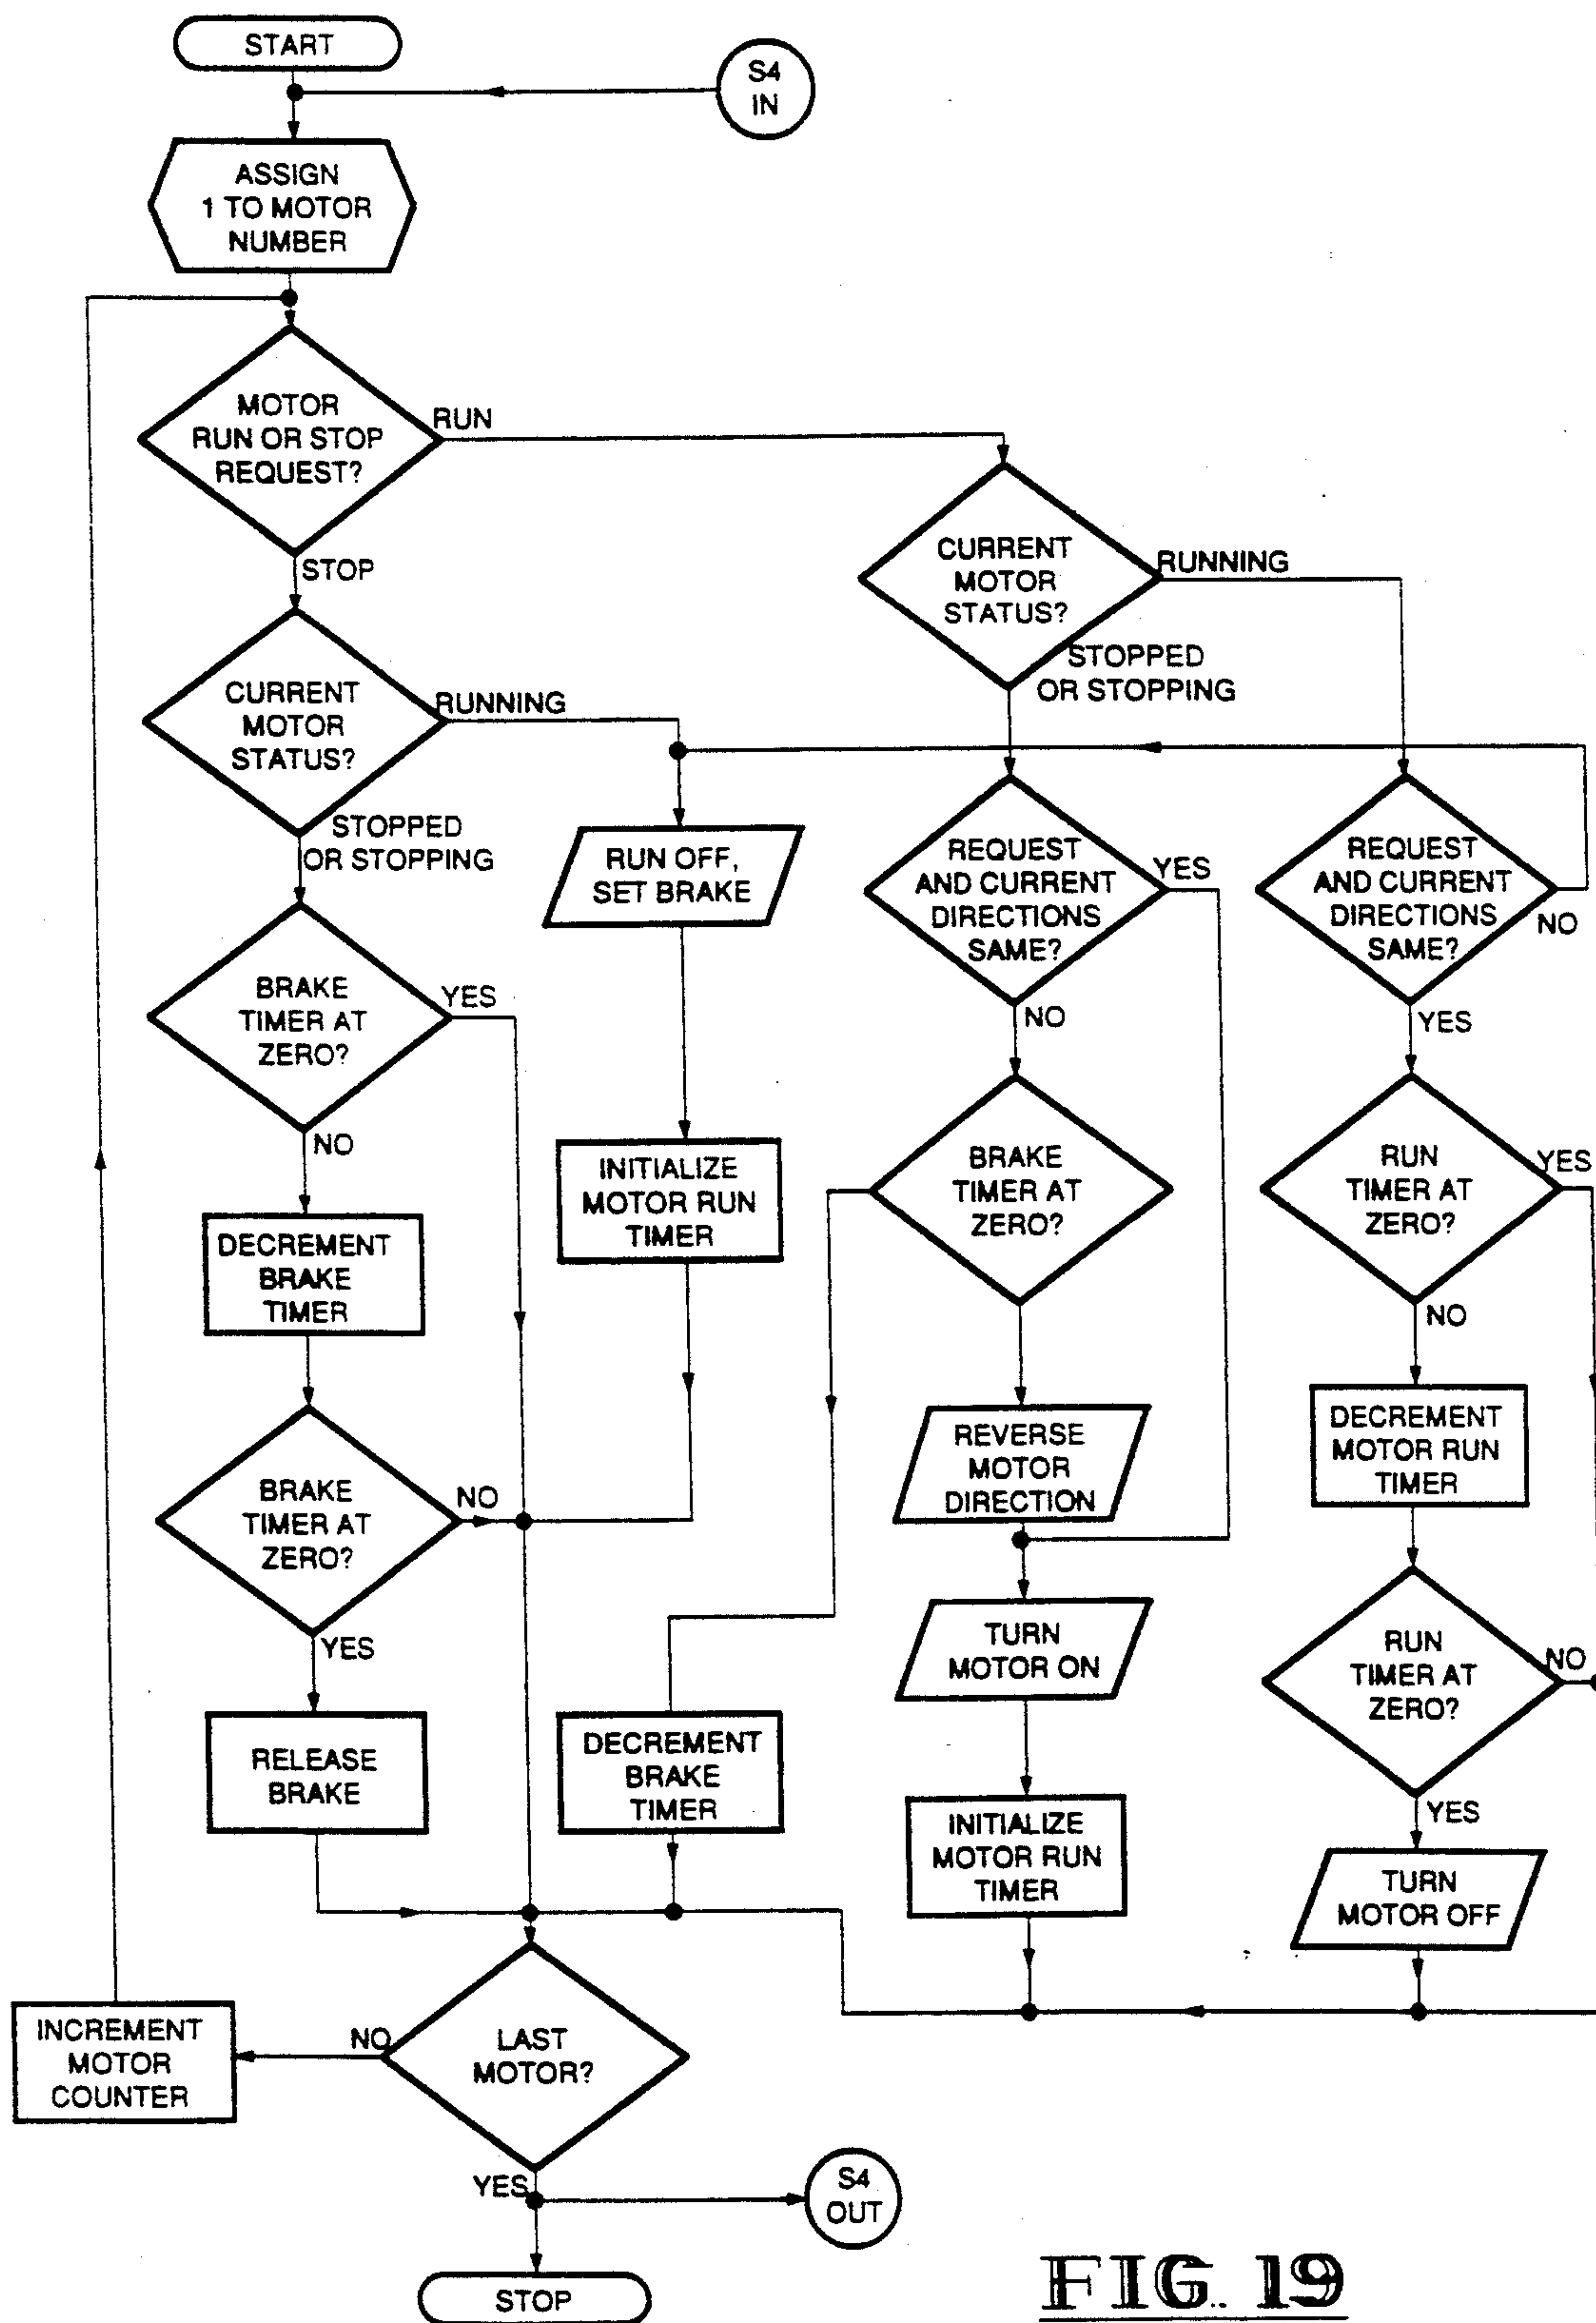 START
S4
IN
ASSIGN
1 TO MOTOR
NUMBER
MOTOR
RUN OR STOP
REQUEST?
RUN
STOP
CURRENT
MOTOR
STATUS?
RUNNING
STOPPED
OR STOPPING
CURRENT
MOTOR
STATUS?
RUNNING
STOPPED
OR STOPPING
RUN OFF,
SET BRAKE
REQUEST
AND CURRENT
DIRECTIONS
SAME?
YES
NO
REQUEST
AND CURRENT
DIRECTIONS
SAME?
NO
YES
BRAKE
TIMER AT
ZERO?
YES
NO
INITIALIZE
MOTOR RUN
TIMER
BRAKE
TIMER AT
ZERO?
RUN
TIMER AT
ZERO?
YES
NO
DECREMENT
BRAKE
TIMER
REVERSE
MOTOR
DIRECTION
DECREMENT
MOTOR RUN
TIMER
BRAKE
TIMER AT
ZERO?
NO
YES
TURN
MOTOR ON
RUN
TIMER AT
ZERO?
NO
YES
RELEASE
BRAKE
DECREMENT
BRAKE
TIMER
INITIALIZE
MOTOR RUN
TIMER
TURN
MOTOR OFF
INCREMENT
MOTOR
COUNTER
NO
LAST
MOTOR?
YES
S4
OUT
STOP
FIG. 19